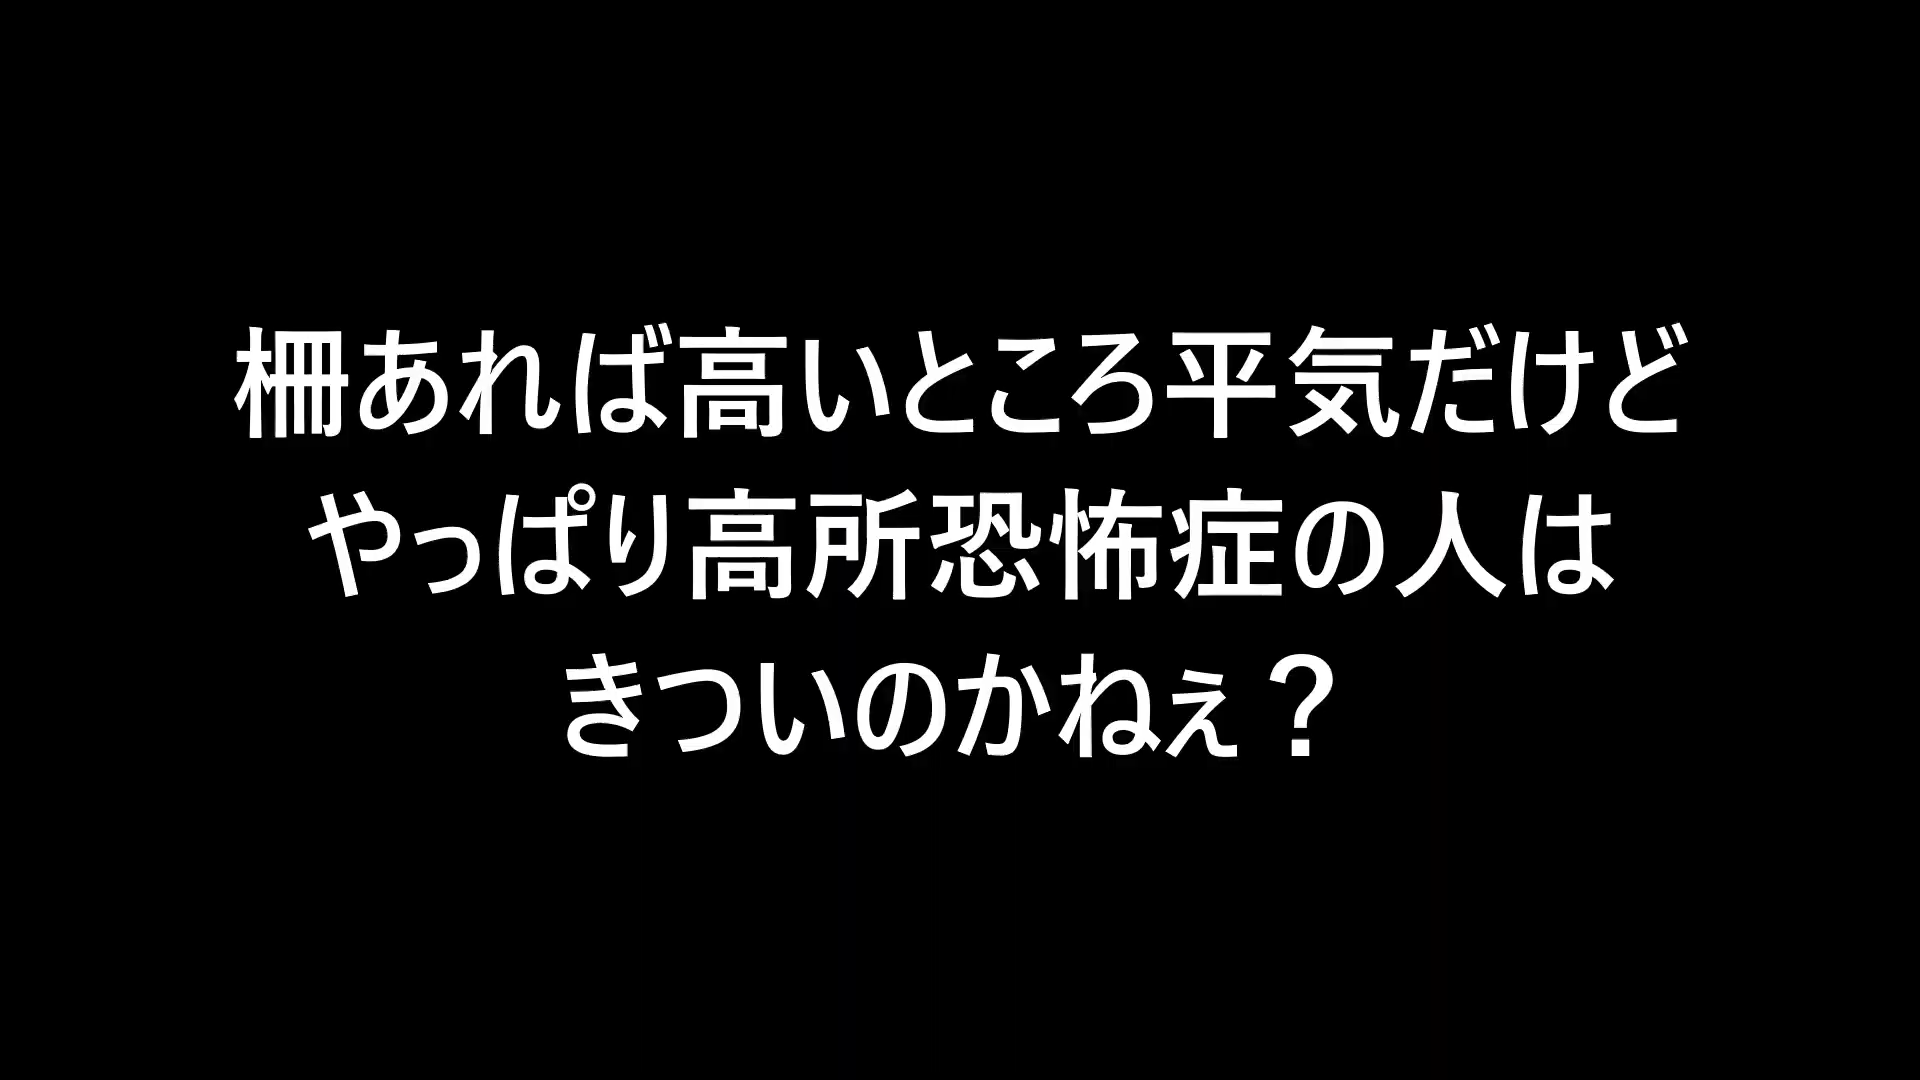 柵あれば高いところ平気だけど
やっぱり高所恐怖症の人は
きついのかねぇ？